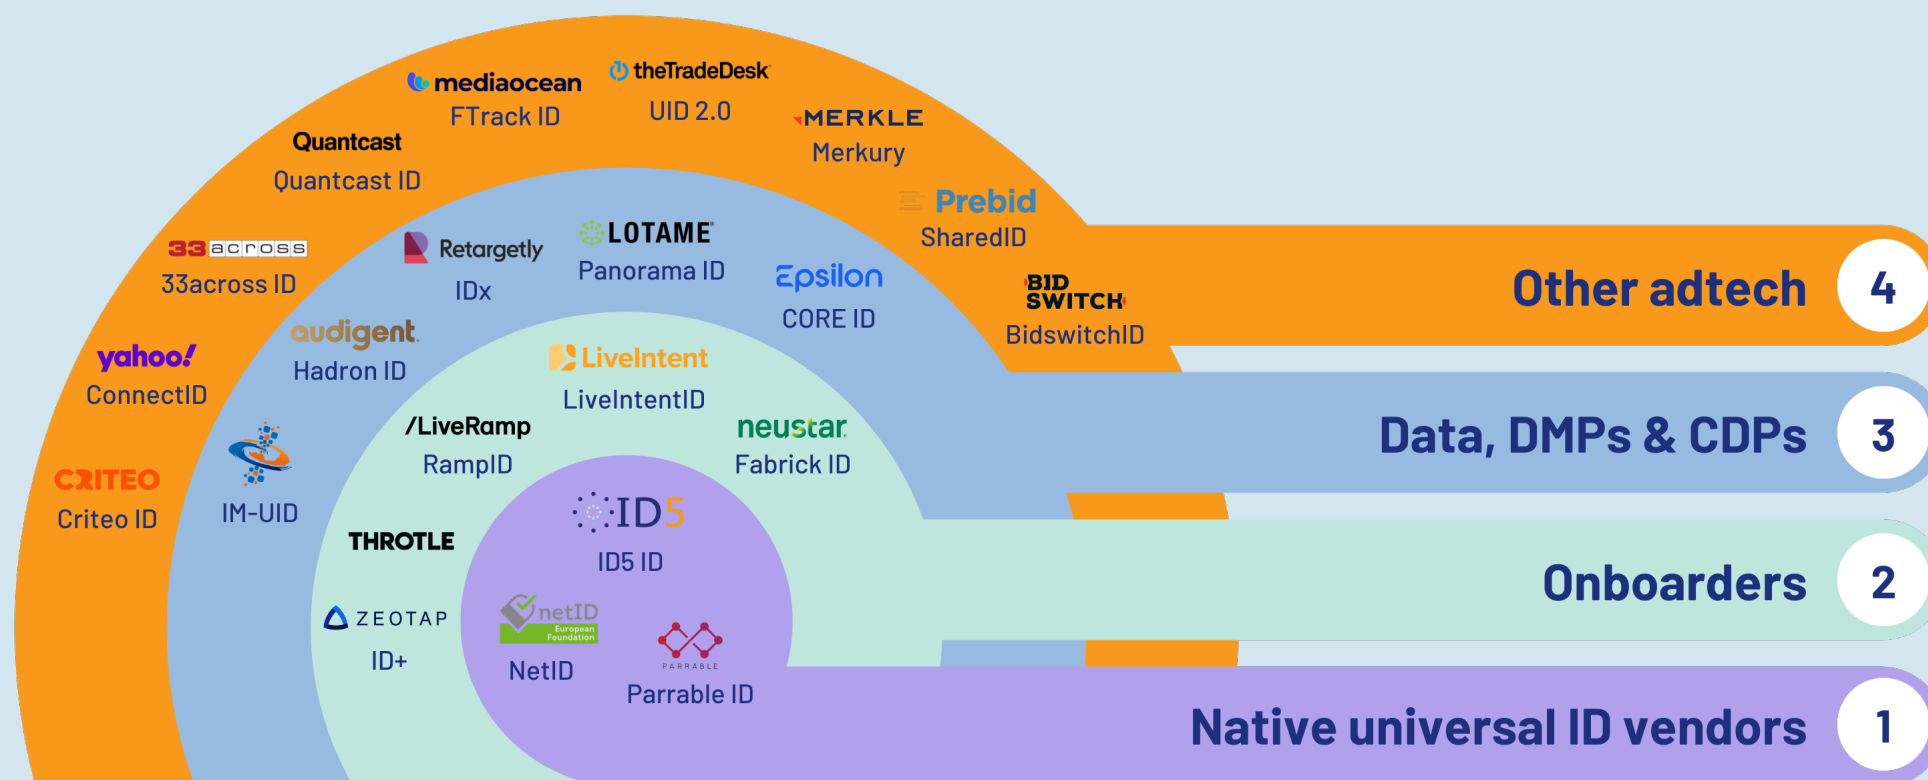 mediaocean
FTrack ID
theTradeDesk
UID 2.0
MERKLE
Merkury
Quantcast
Quantcast ID
Prebid
SharedID
33across
33across ID
BIDSWITCH
BidswitchID
yahoo!
ConnectID
CRITEO
Criteo ID
Other adtech
4
Retargetly
IDx
LOTAME
Panorama ID
Epsilon
CORE ID
audigent
Hadron ID
IM-UID
Data, DMPs & CDPs
3
LiveIntent
LiveIntentID
/LiveRamp
RampID
neustar
Fabrick ID
THROTLE
ZEOTAP
ID+
Onboarders
2
ID5
ID5 ID
netID
European
Foundation
NetID
PARRABLE
Parrable ID
Native universal ID vendors
1